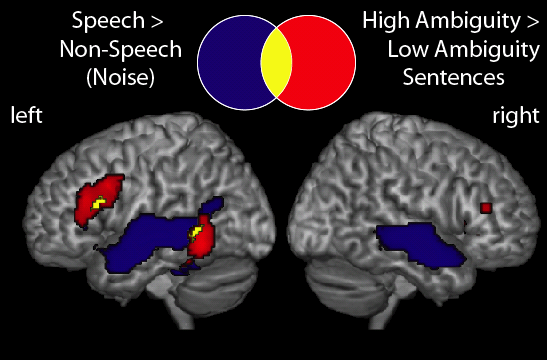 Speech >
Non-Speech
(Noise)
High Ambiguity >
Low Ambiguity
Sentences
left
right